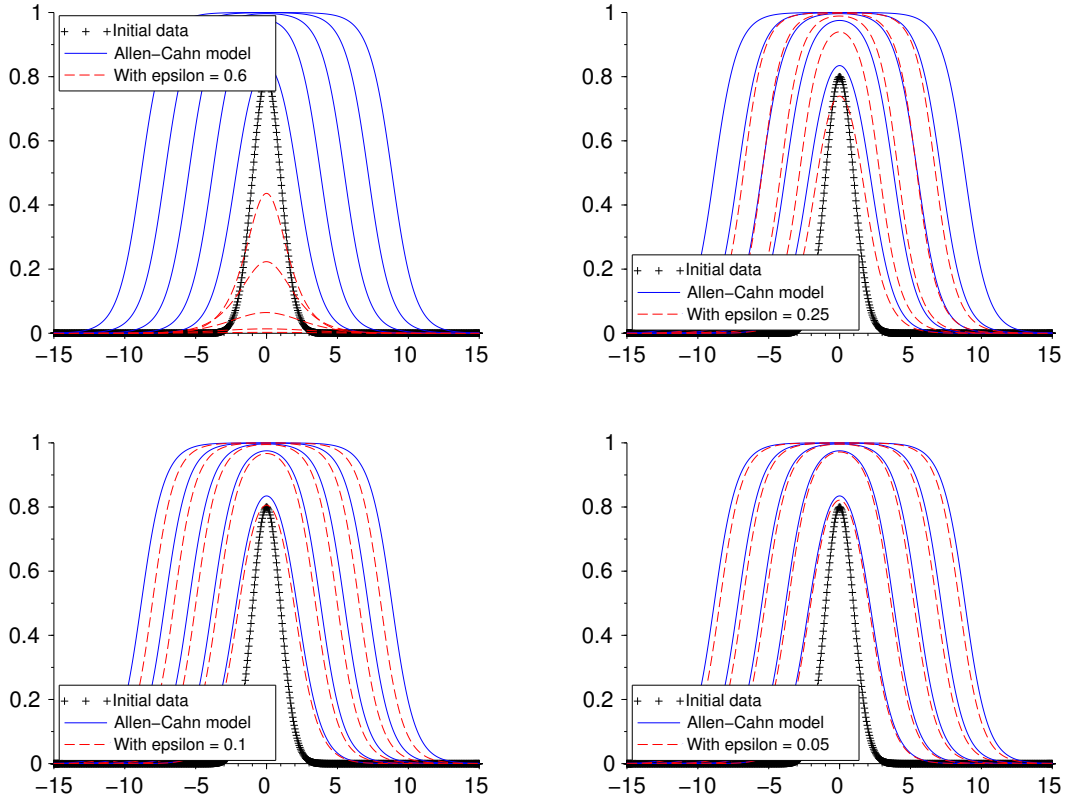 1
0.8
0.6
0.4
0.2
0
−15 −10 −5 0 5 10 15
+ + +Initial data
Allen−Cahn model
With epsilon = 0.6
1
0.8
0.6
0.4
0.2
0
−15 −10 −5 0 5 10 15
+ + +Initial data
Allen−Cahn model
With epsilon = 0.25
1
0.8
0.6
0.4
0.2
0
−15 −10 −5 0 5 10 15
+ + +Initial data
Allen−Cahn model
With epsilon = 0.1
1
0.8
0.6
0.4
0.2
0
−15 −10 −5 0 5 10 15
+ + +Initial data
Allen−Cahn model
With epsilon = 0.05